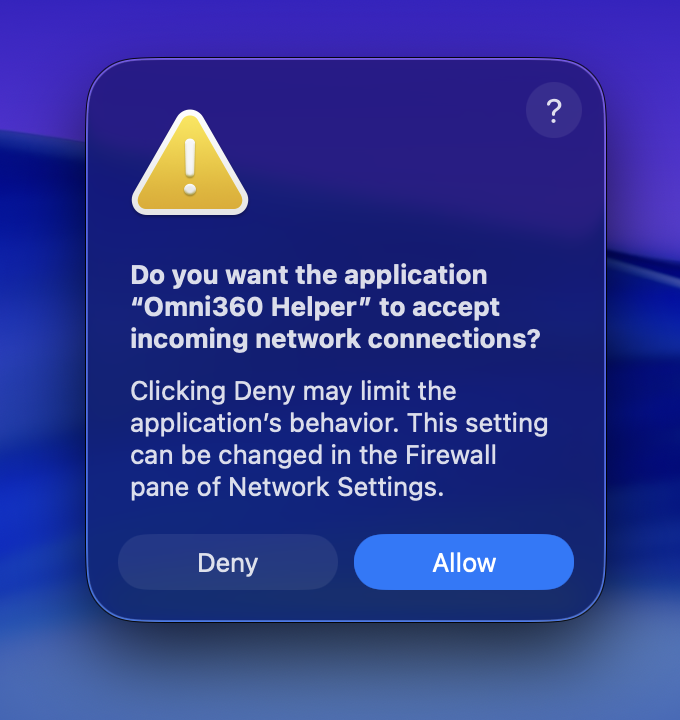 ?
Do you want the application
“Omni360 Helper” to accept
incoming network connections?
Clicking Deny may limit the
application’s behavior. This setting
can be changed in the Firewall
pane of Network Settings.
Deny
Allow